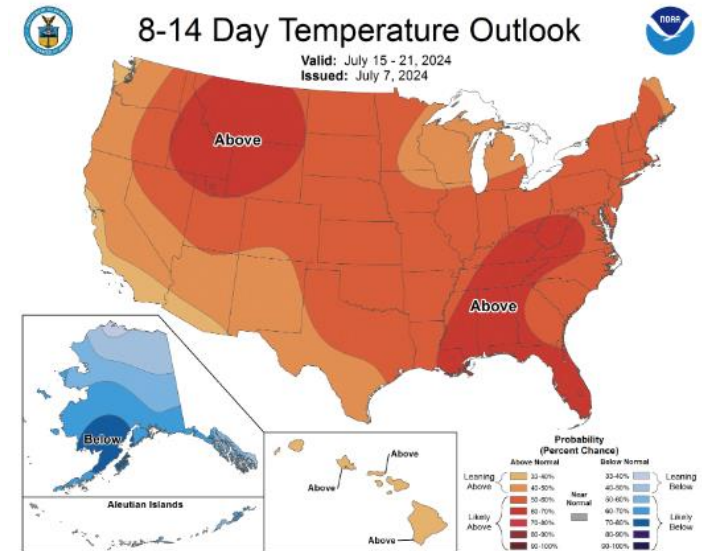 8-14 Day Temperature Outlook
Valid: July 15 - 21, 2024
Issued: July 7, 2024
NOAA
Above
Above
Below
Aleutian Islands
Above
Above
Above
Probability
(Percent Chance)
Above Normal
Below Normal
Leaning
Above
33-40%
40-50%
Likely
Above
50-60%
60-70%
70-80%
80-90%
90-100%
Near
Normal
33-40%
40-50%
Leaning
Below
50-60%
60-70%
70-80%
80-90%
90-100%
Likely
Below